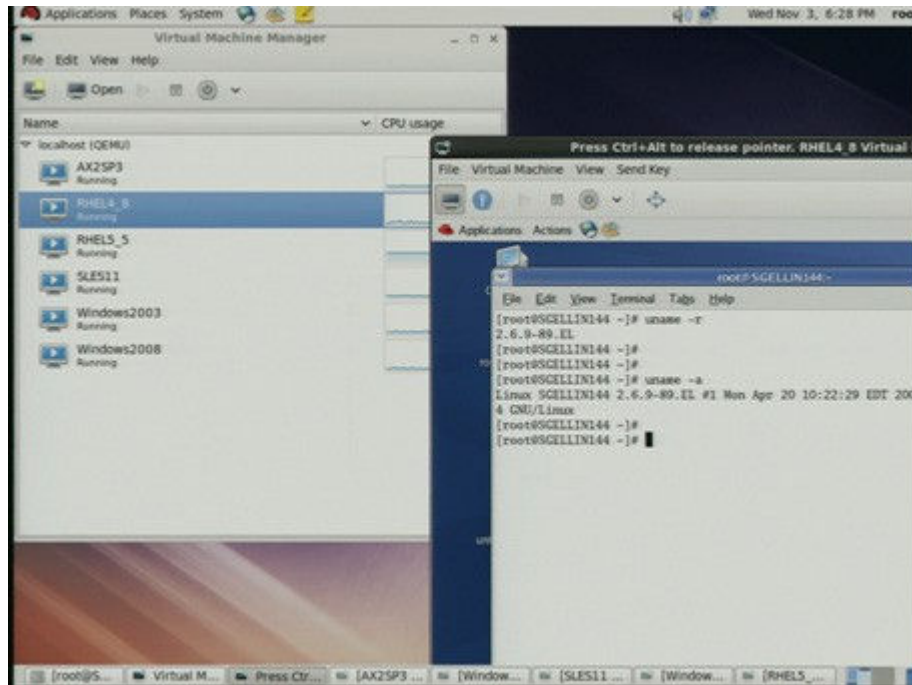 Applications Places System
Wed Nov 3, 6:28 PM
Virtual Machine Manager
File Edit View Help
Open
Name
CPU usage
localhost (QEMU)
AX2SP3
Running
RHEL4_8
Running
RHEL5_5
Running
SLES11
Running
Windows2003
Running
Windows2008
Running
Press Ctrl+Alt to release pointer. RHEL4_8 Virtual
File Virtual Machine View Send Key
Applications Actions
root@SGELLIN144:~
File Edit View Terminal Tabs Help
[root@SGELLIN144 ~]# uname -r
2.6.9-89.EL
[root@SGELLIN144 ~]#
[root@SGELLIN144 ~]#
[root@SGELLIN144 ~]# uname -a
Linux SGELLIN144 2.6.9-89.EL #1 Mon Apr 20 10:22:29 EDT 200
4 GNU/Linux
[root@SGELLIN144 ~]#
[root@SGELLIN144 ~]#
[root@S... Virtual M... Press Ctr... [AX2SP3 ... [Window... [SLES11 ... [Window... [RHEL5_...